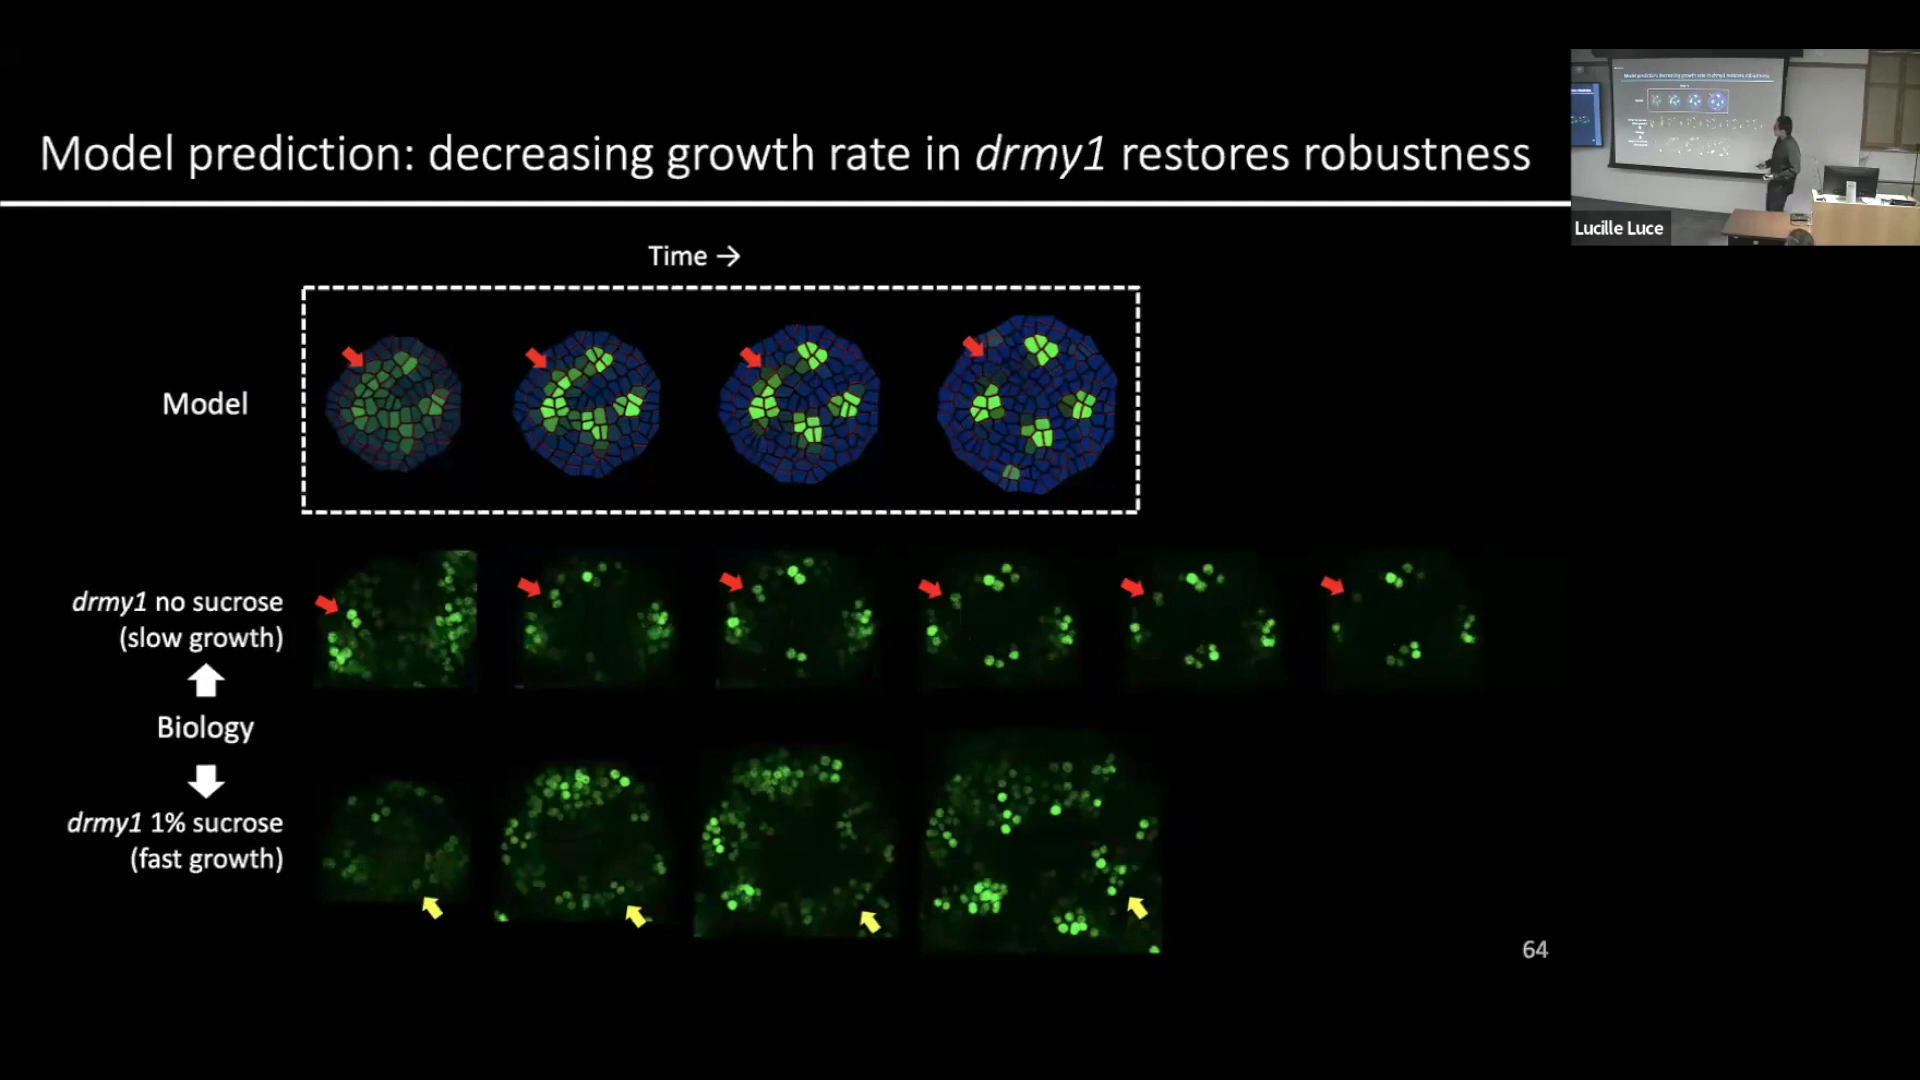 Model prediction: decreasing growth rate in drmy1 restores robustness
Lucille Luce
Time →
Model
drmy1 no sucrose
(slow growth)
Biology
drmy1 1% sucrose
(fast growth)
64